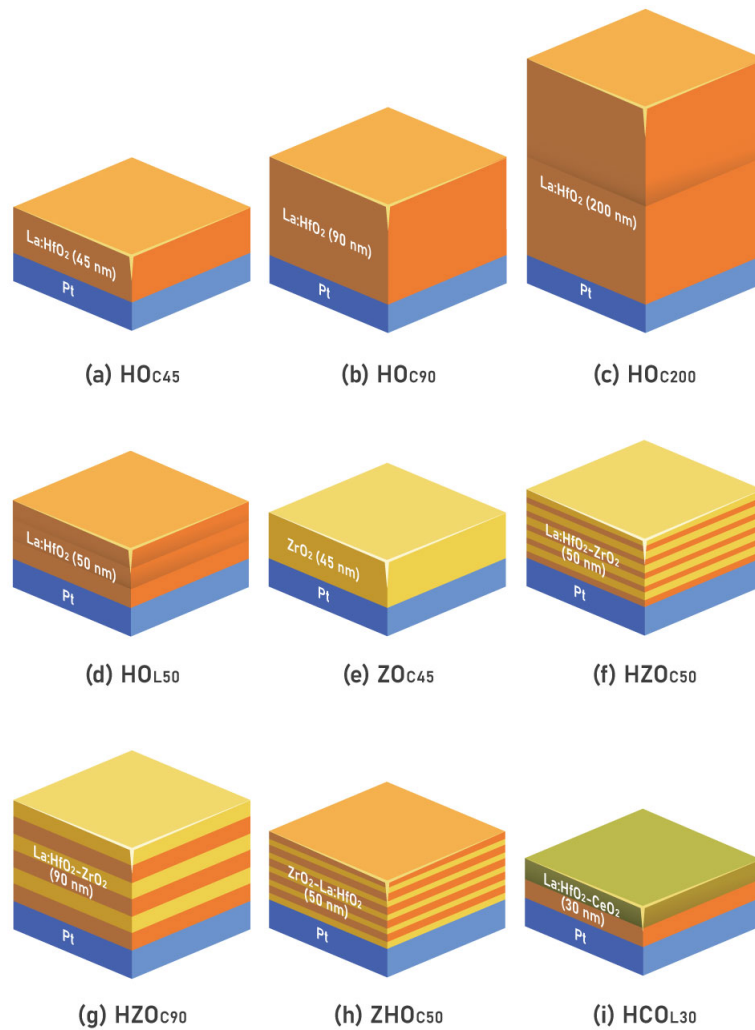 La:HfO₂ (45 nm)
Pt
(a) HOC45
La:HfO₂ (90 nm)
Pt
(b) HOC90
La:HfO₂ (200 nm)
Pt
(c) HOC200
La:HfO₂ (50 nm)
Pt
(d) HOL50
ZrO₂ (45 nm)
Pt
(e) ZOC45
La:HfO₂-ZrO₂
(50 nm)
Pt
(f) HZOC50
La:HfO₂-ZrO₂
(90 nm)
Pt
(g) HZOC90
ZrO₂-La:HfO₂
(50 nm)
Pt
(h) ZHOC50
La:HfO₂-CeO₂
(30 nm)
Pt
(i) HCOL30